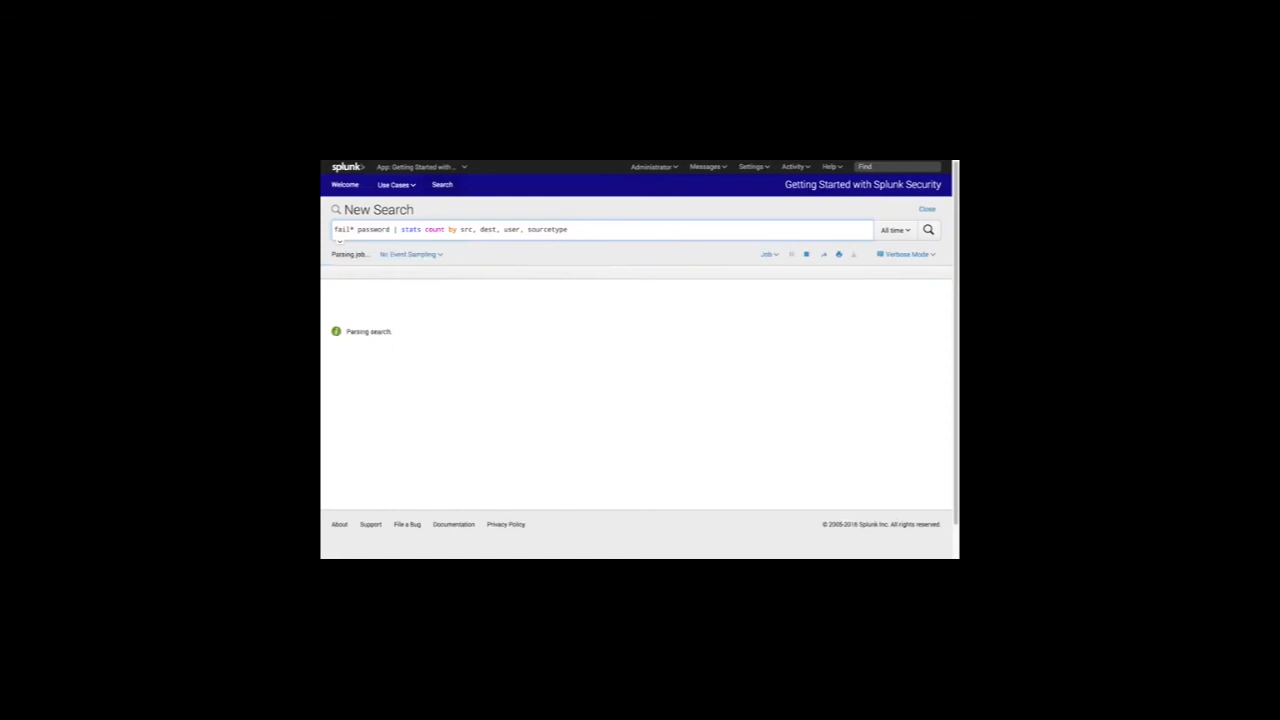 splunk> App: Getting Started with... Administrator Messages Settings Activity Help Find
Welcome Use Cases Search Getting Started with Splunk Security
New Search Close
fail* password | stats count by src, dest, user, sourcetype All time
Parsing job... No Event Sampling Job Verbose Mode
Parsing search.
About Support File a Bug Documentation Privacy Policy © 2005-2016 Splunk Inc. All rights reserved.